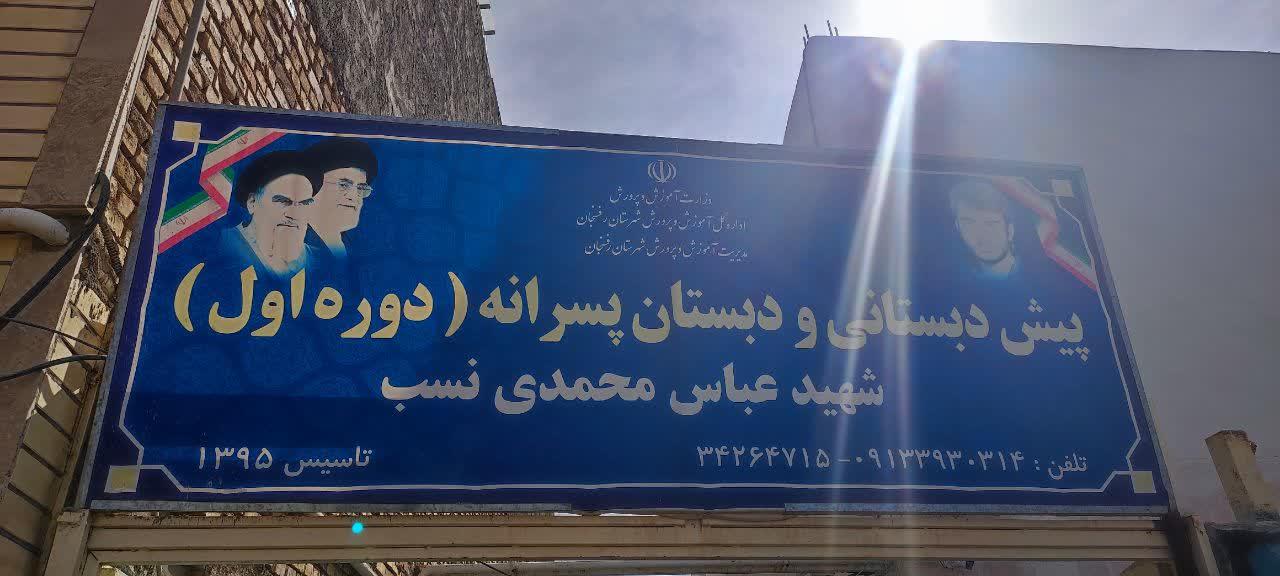 وزارت آموزش و پرورش
اداره کل آموزش و پرورش شهرستان رفسنجان
مدیریت آموزش و پرورش شهرستان رفسنجان
پیش دبستانی و دبستان پسرانه ( دوره اول )
شهید عباس محمدی نسب
تلفن : ۰۹۱۳۳۹۳۰۳۱۴ - ۳۴۲۶۴۷۱۵
تاسیس ۱۳۹۵